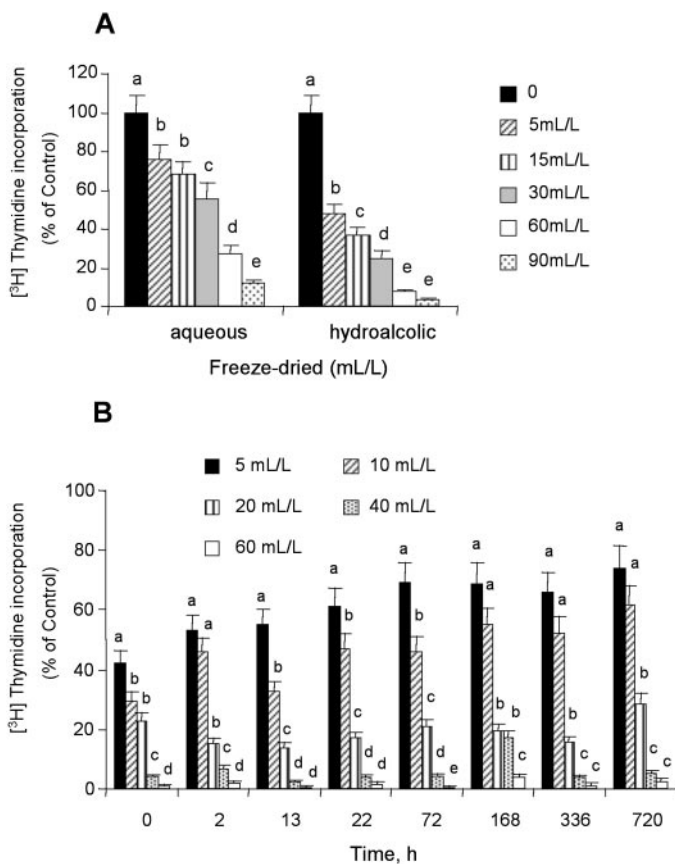 A
[³H] Thymidine incorporation
(% of Control)
120
100
80
60
40
20
0
a
b
b
c
d
e
a
b
c
d
e
e
aqueous
hydroalcolic
Freeze-dried (mL/L)
0
5mL/L
15mL/L
30mL/L
60mL/L
90mL/L
B
5 mL/L
10 mL/L
20 mL/L
40 mL/L
60 mL/L
[³H] Thymidine incorporation
(% of Control)
100
80
60
40
20
0
a
b
b
d
d
a
a
b
c
d
a
b
c
d
d
a
b
c
d
d
a
b
c
d
e
a
a
b
b
c
a
a
b
c
c
a
a
b
c
c
0
2
13
22
72
168
336
720
Time, h